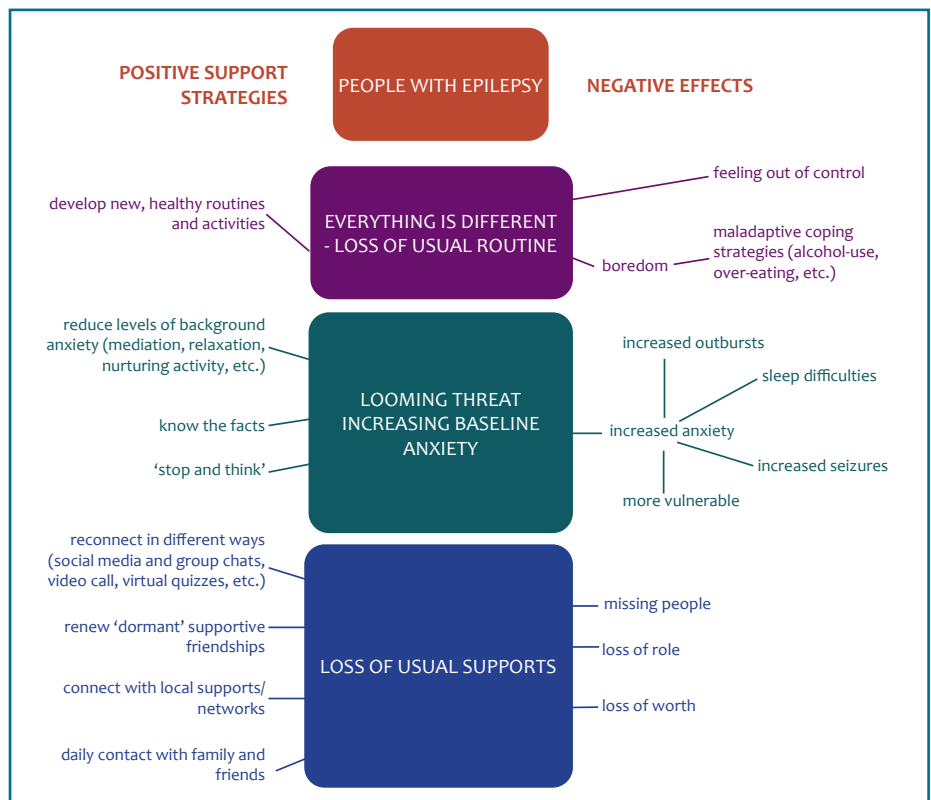 POSITIVE SUPPORT
STRATEGIES
PEOPLE WITH EPILEPSY
NEGATIVE EFFECTS
develop new, healthy routines
and activities
EVERYTHING IS DIFFERENT
- LOSS OF USUAL ROUTINE
feeling out of control
boredom
maladaptive coping
strategies (alcohol-use,
over-eating, etc.)
reduce levels of background
anxiety (mediation, relaxation,
nurturing activity, etc.)
know the facts
‘stop and think’
LOOMING THREAT
INCREASING BASELINE
ANXIETY
increased outbursts
sleep difficulties
increased anxiety
increased seizures
more vulnerable
reconnect in different ways
(social media and group chats,
video call, virtual quizzes, etc.)
renew ‘dormant’ supportive
friendships
connect with local supports/
networks
daily contact with family and
friends
LOSS OF USUAL SUPPORTS
missing people
loss of role
loss of worth